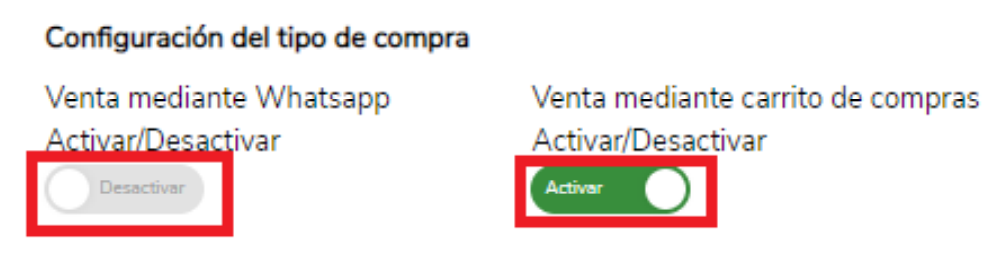 Configuración del tipo de compra
Venta mediante Whatsapp
Activar/Desactivar
Desactivar
Venta mediante carrito de compras
Activar/Desactivar
Activar